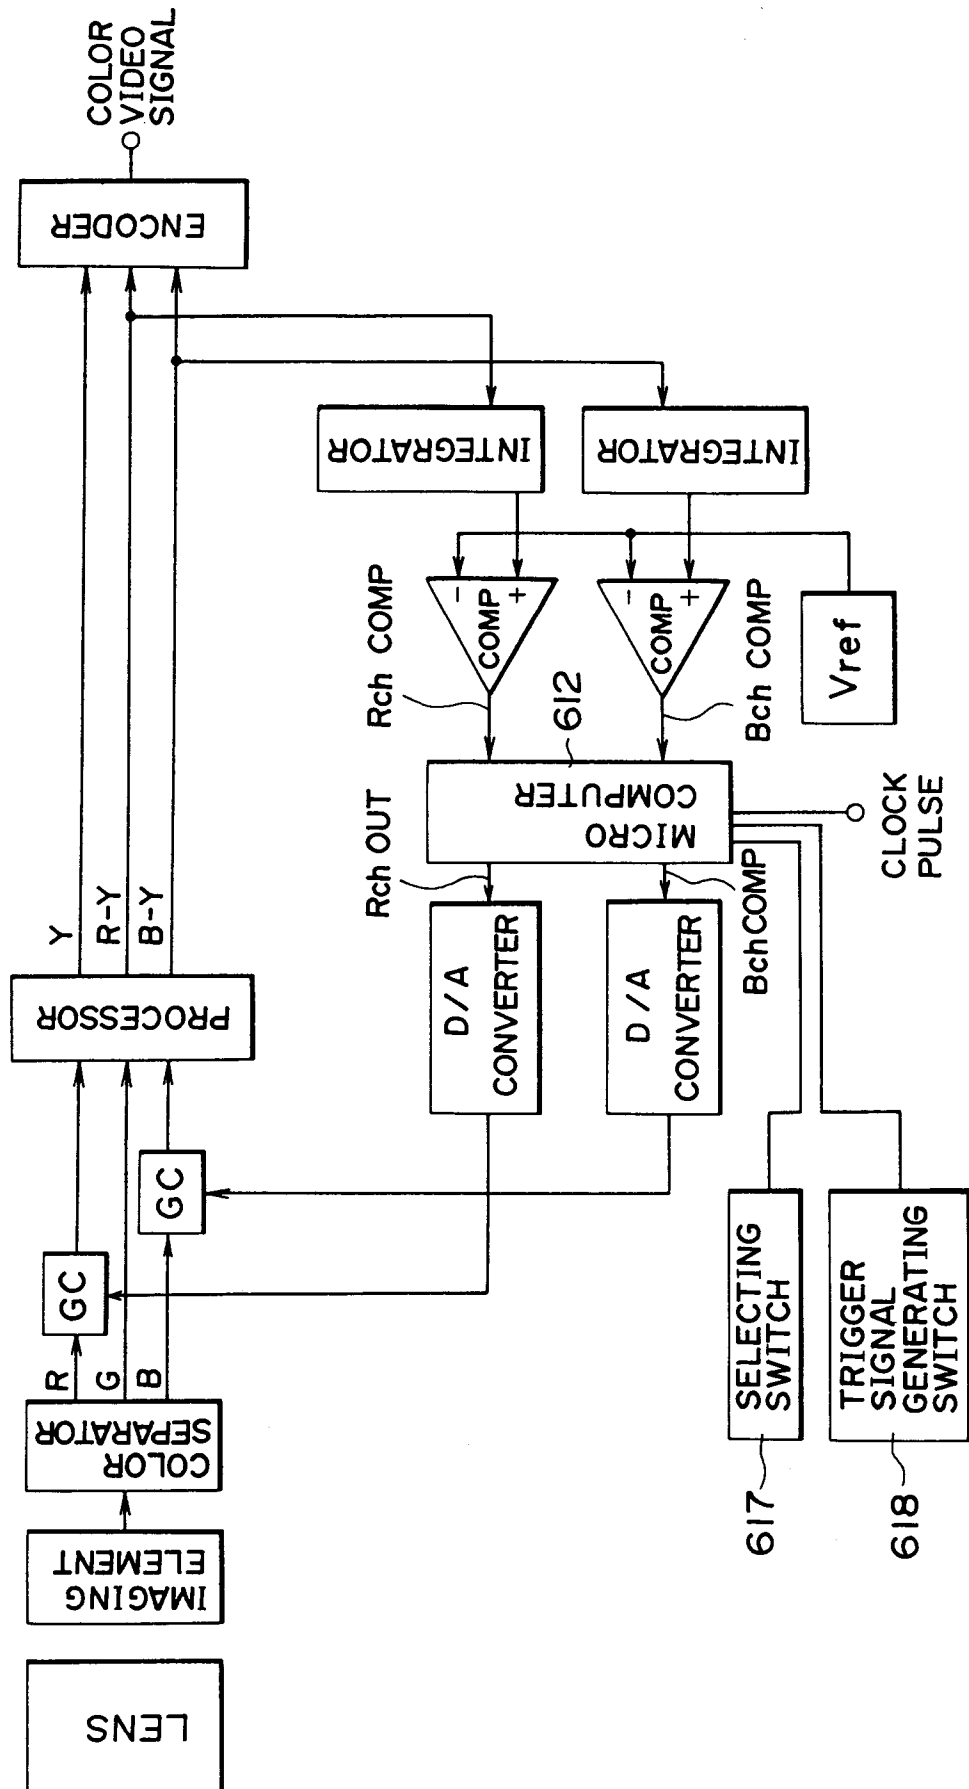 LENS
IMAGING
ELEMENT
COLOR
SEPARATOR
R
G
B
GC
GC
PROCESSOR
Y
R-Y
B-Y
ENCODER
COLOR
VIDEO
SIGNAL
INTEGRATOR
INTEGRATOR
Rch COMP
-
COMP
+
-
COMP
+
Bch COMP
Vref
612
MICRO
COMPUTER
Rch OUT
BchCOMP
CLOCK
PULSE
D/A
CONVERTER
D/A
CONVERTER
SELECTING
SWITCH
617
TRIGGER
SIGNAL
GENERATING
SWITCH
618